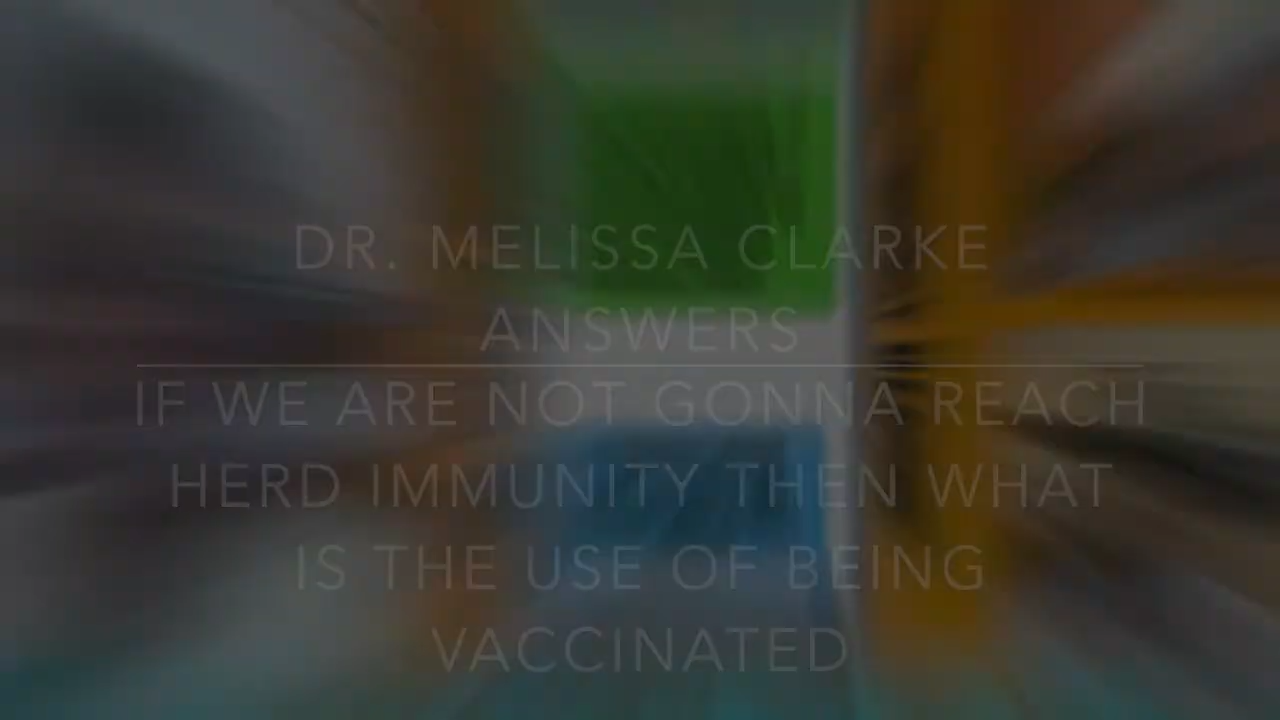 DR. MELISSA CLARKE
ANSWERS
IF WE ARE NOT GONNA REACH
HERD IMMUNITY THEN WHAT
IS THE USE OF BEING
VACCINATED